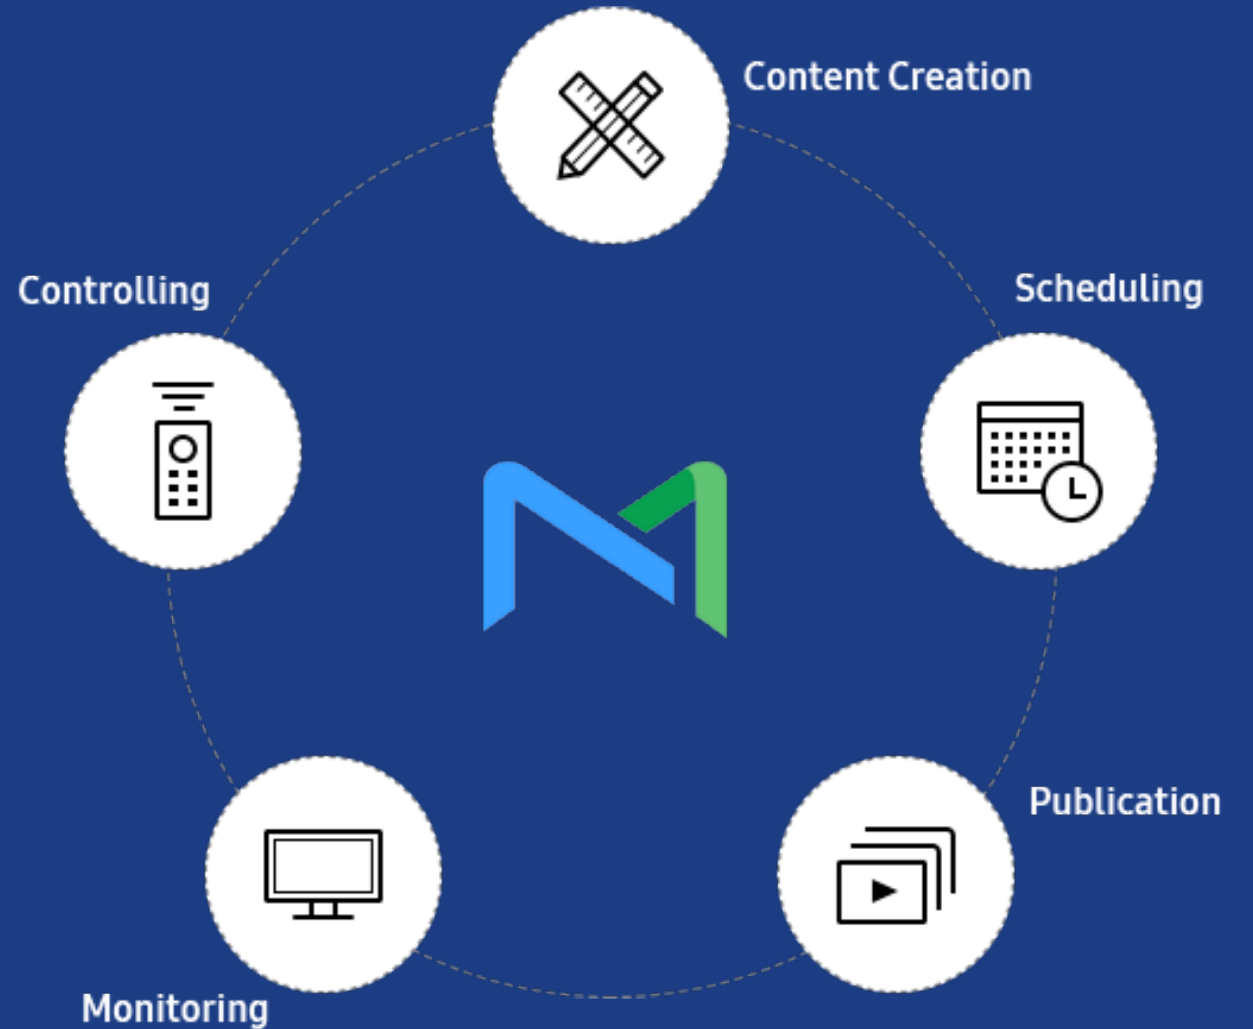 Content Creation
Scheduling
Controlling
Publication
Monitoring